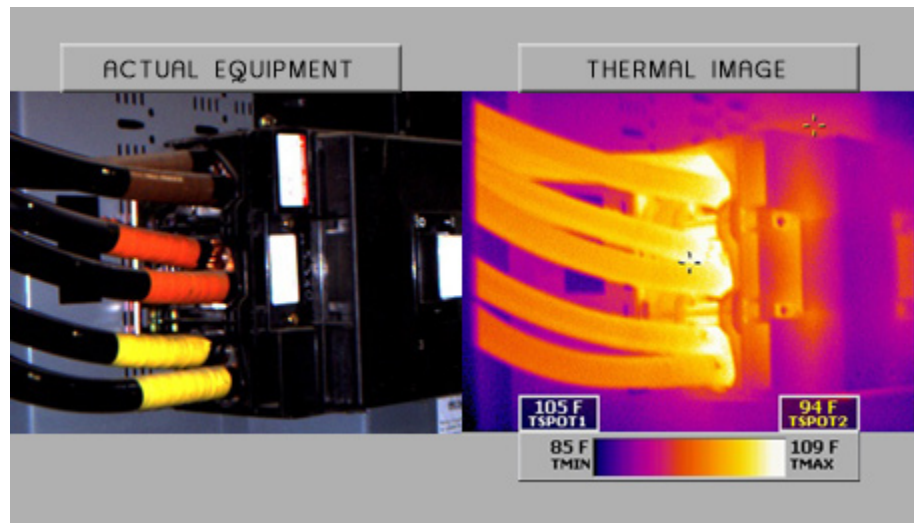 ACTUAL EQUIPMENT
THERMAL IMAGE
105 F
TSPOT1
94 F
TSPOT2
85 F
TMIN
109 F
TMAX